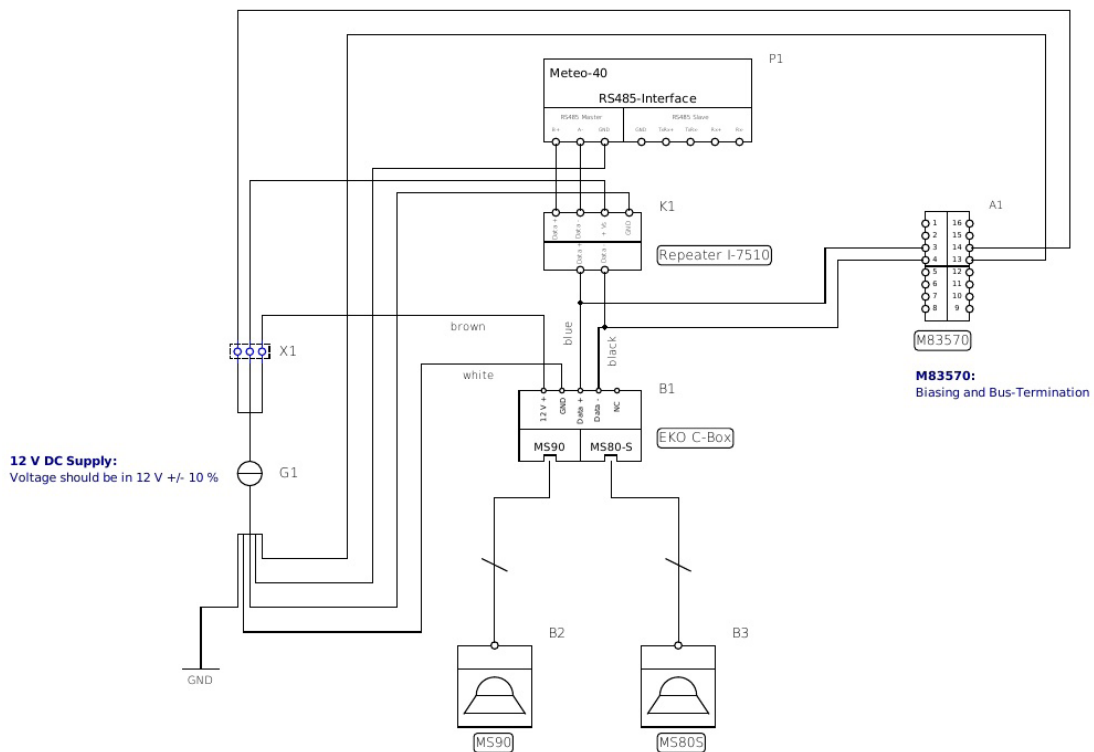 P1
Meteo-40
RS485-Interface
RS485 Master
RS485 Slave
B+ A- GND GND TxRx+ TxRx- Rx+ Rx-
K1
Data + Data - + VS GND
Data + Data -
Repeater I-7510
A1
1 16
2 15
3 14
4 13
5 12
6 11
7 10
8 9
M83570
M83570:
Biasing and Bus-Termination
brown
blue
black
X1
white
B1
12 V + GND Data + Data - NC
MS90 MS80-S
EKO C-Box
12 V DC Supply:
Voltage should be in 12 V +/- 10 %
G1
B2
B3
GND
MS90
MS80S